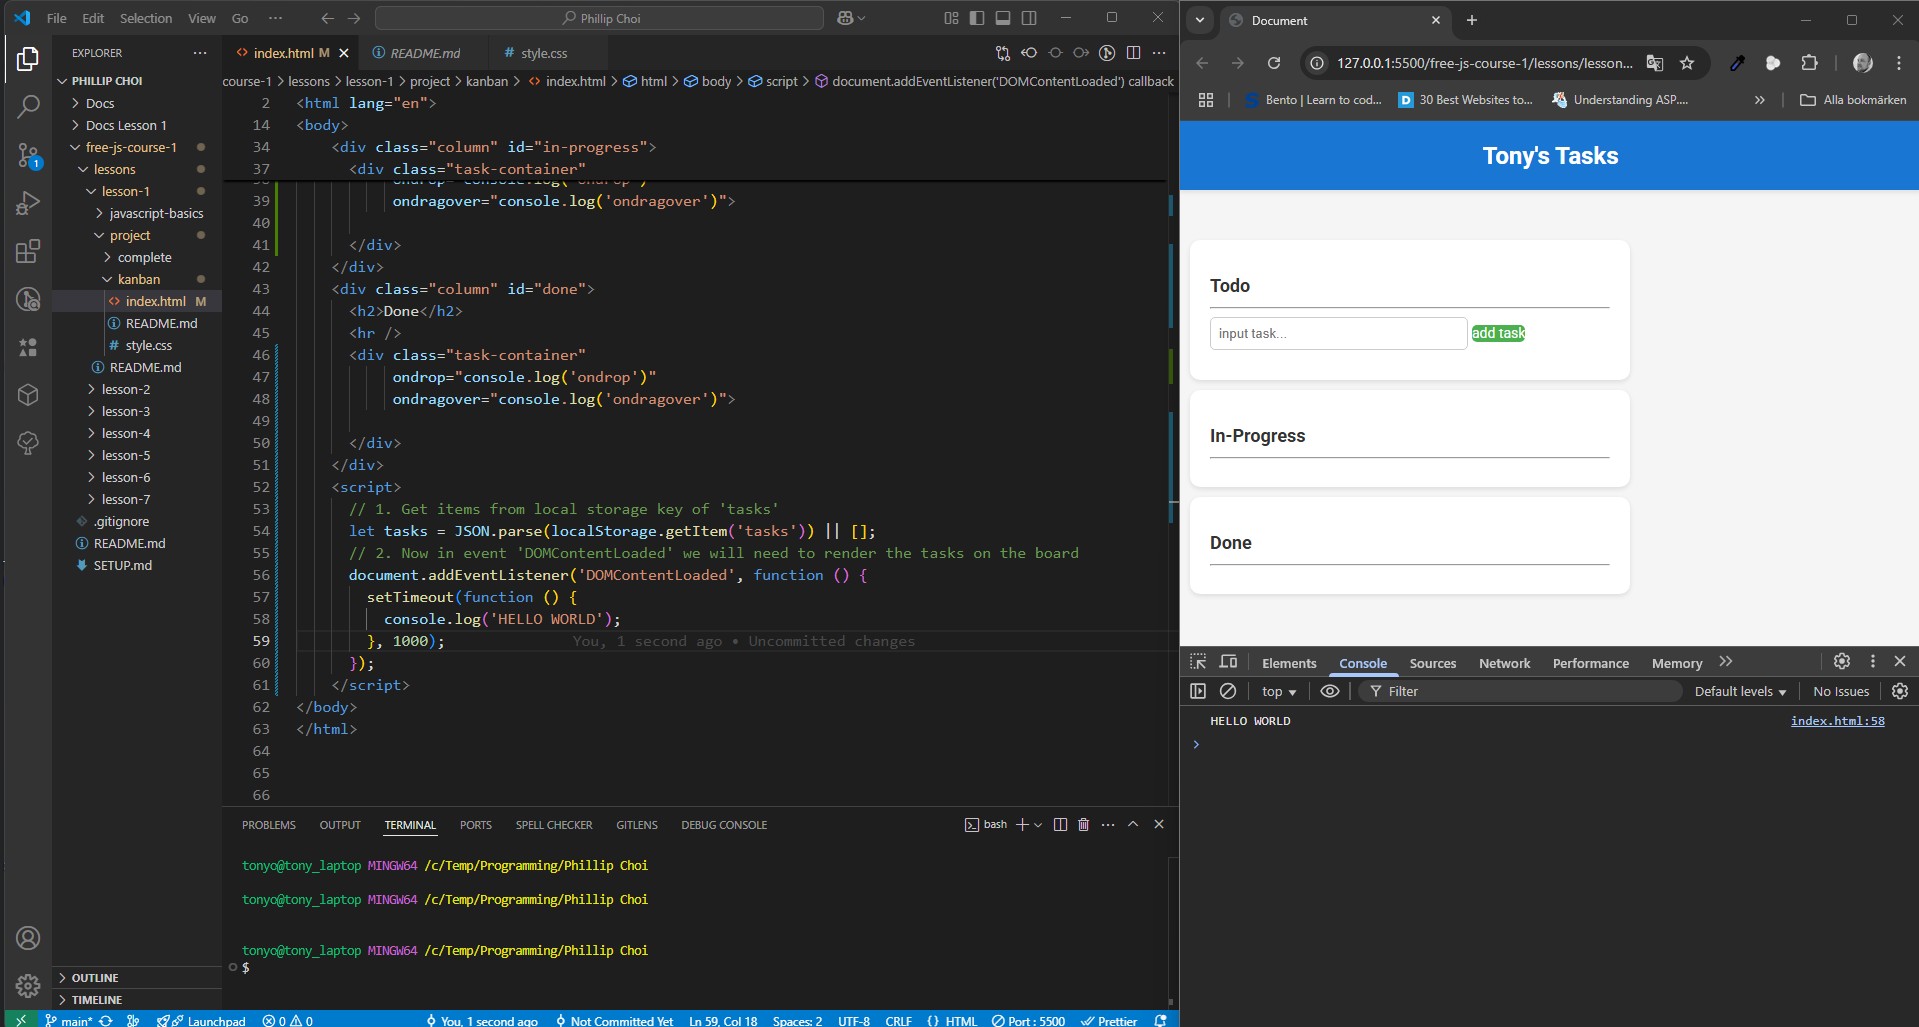 File Edit Selection View Go ··· Phillip Choi
EXPLORER ···
PHILLIP CHOI
Docs
Docs Lesson 1
free-js-course-1
lessons
lesson-1
javascript-basics
project
complete
kanban
index.html M
README.md
style.css
README.md
lesson-2
lesson-3
lesson-4
lesson-5
lesson-6
lesson-7
.gitignore
README.md
SETUP.md
OUTLINE
TIMELINE
1
index.html M README.md style.css
course-1 > lessons > lesson-1 > project > kanban > index.html > html > body > script > document.addEventListener('DOMContentLoaded') callback
2 <html lang="en">
14 <body>
34 <div class="column" id="in-progress">
37 <div class="task-container"
39 ondragover="console.log('ondragover')">
40
41 </div>
42 </div>
43 <div class="column" id="done">
44 <h2>Done</h2>
45 <hr />
46 <div class="task-container"
47 ondrop="console.log('ondrop')"
48 ondragover="console.log('ondragover')">
49
50 </div>
51 </div>
52 <script>
53 // 1. Get items from local storage key of 'tasks'
54 let tasks = JSON.parse(localStorage.getItem('tasks')) || [];
55 // 2. Now in event 'DOMContentLoaded' we will need to render the tasks on the board
56 document.addEventListener('DOMContentLoaded', function () {
57 setTimeout(function () {
58 console.log('HELLO WORLD');
59 }, 1000); You, 1 second ago • Uncommitted changes
60 });
61 </script>
62 </body>
63 </html>
64
65
66
PROBLEMS OUTPUT TERMINAL PORTS SPELL CHECKER GITLENS DEBUG CONSOLE bash
tonyo@tony_laptop MINGW64 /c/Temp/Programming/Phillip Choi
tonyo@tony_laptop MINGW64 /c/Temp/Programming/Phillip Choi
tonyo@tony_laptop MINGW64 /c/Temp/Programming/Phillip Choi
$
main* Launchpad 0 0 You, 1 second ago Not Committed Yet Ln 59, Col 18 Spaces: 2 UTF-8 CRLF {} HTML Port : 5500 Prettier
Document
127.0.0.1:5500/free-js-course-1/lessons/lesson...
Bento | Learn to cod... 30 Best Websites to... Understanding ASP.... Alla bokmärken
Tony's Tasks
Todo
input task... add task
In-Progress
Done
Elements Console Sources Network Performance Memory
top Filter Default levels No Issues
HELLO WORLD index.html:58